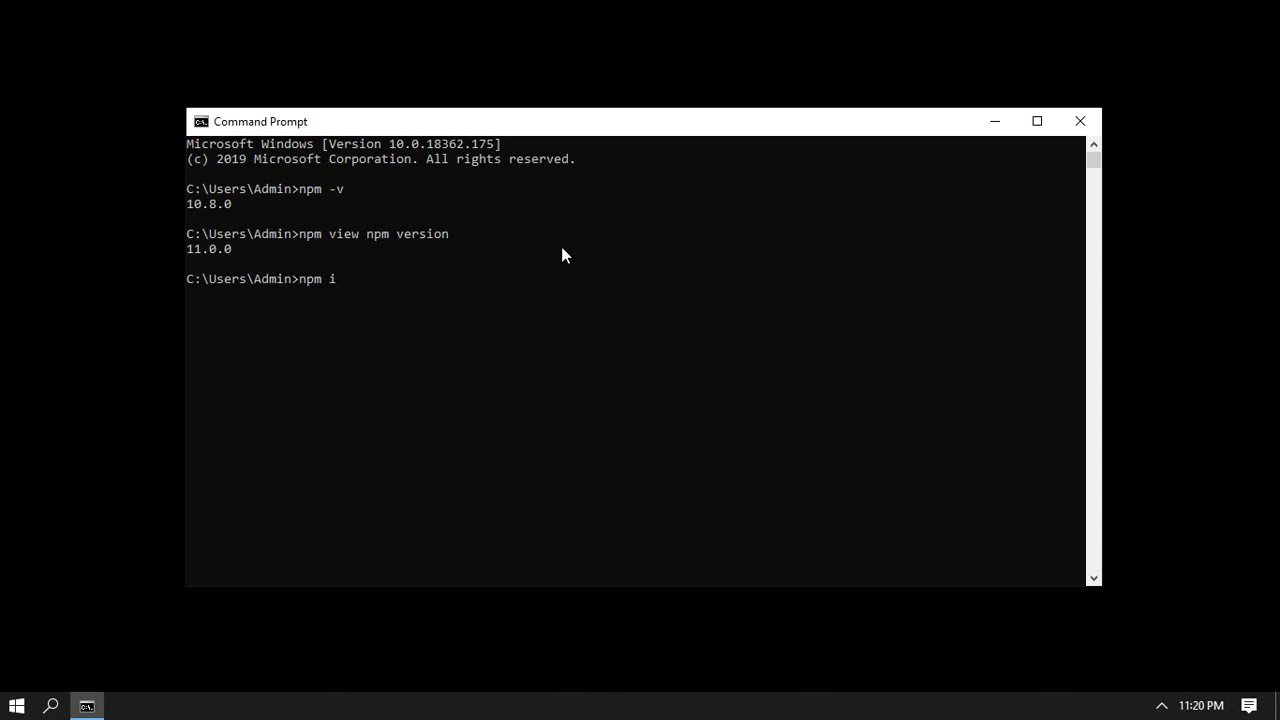 Command Prompt
Microsoft Windows [Version 10.0.18362.175]
(c) 2019 Microsoft Corporation. All rights reserved.
C:\Users\Admin>npm -v
10.8.0
C:\Users\Admin>npm view npm version
11.0.0
C:\Users\Admin>npm i
11:20 PM